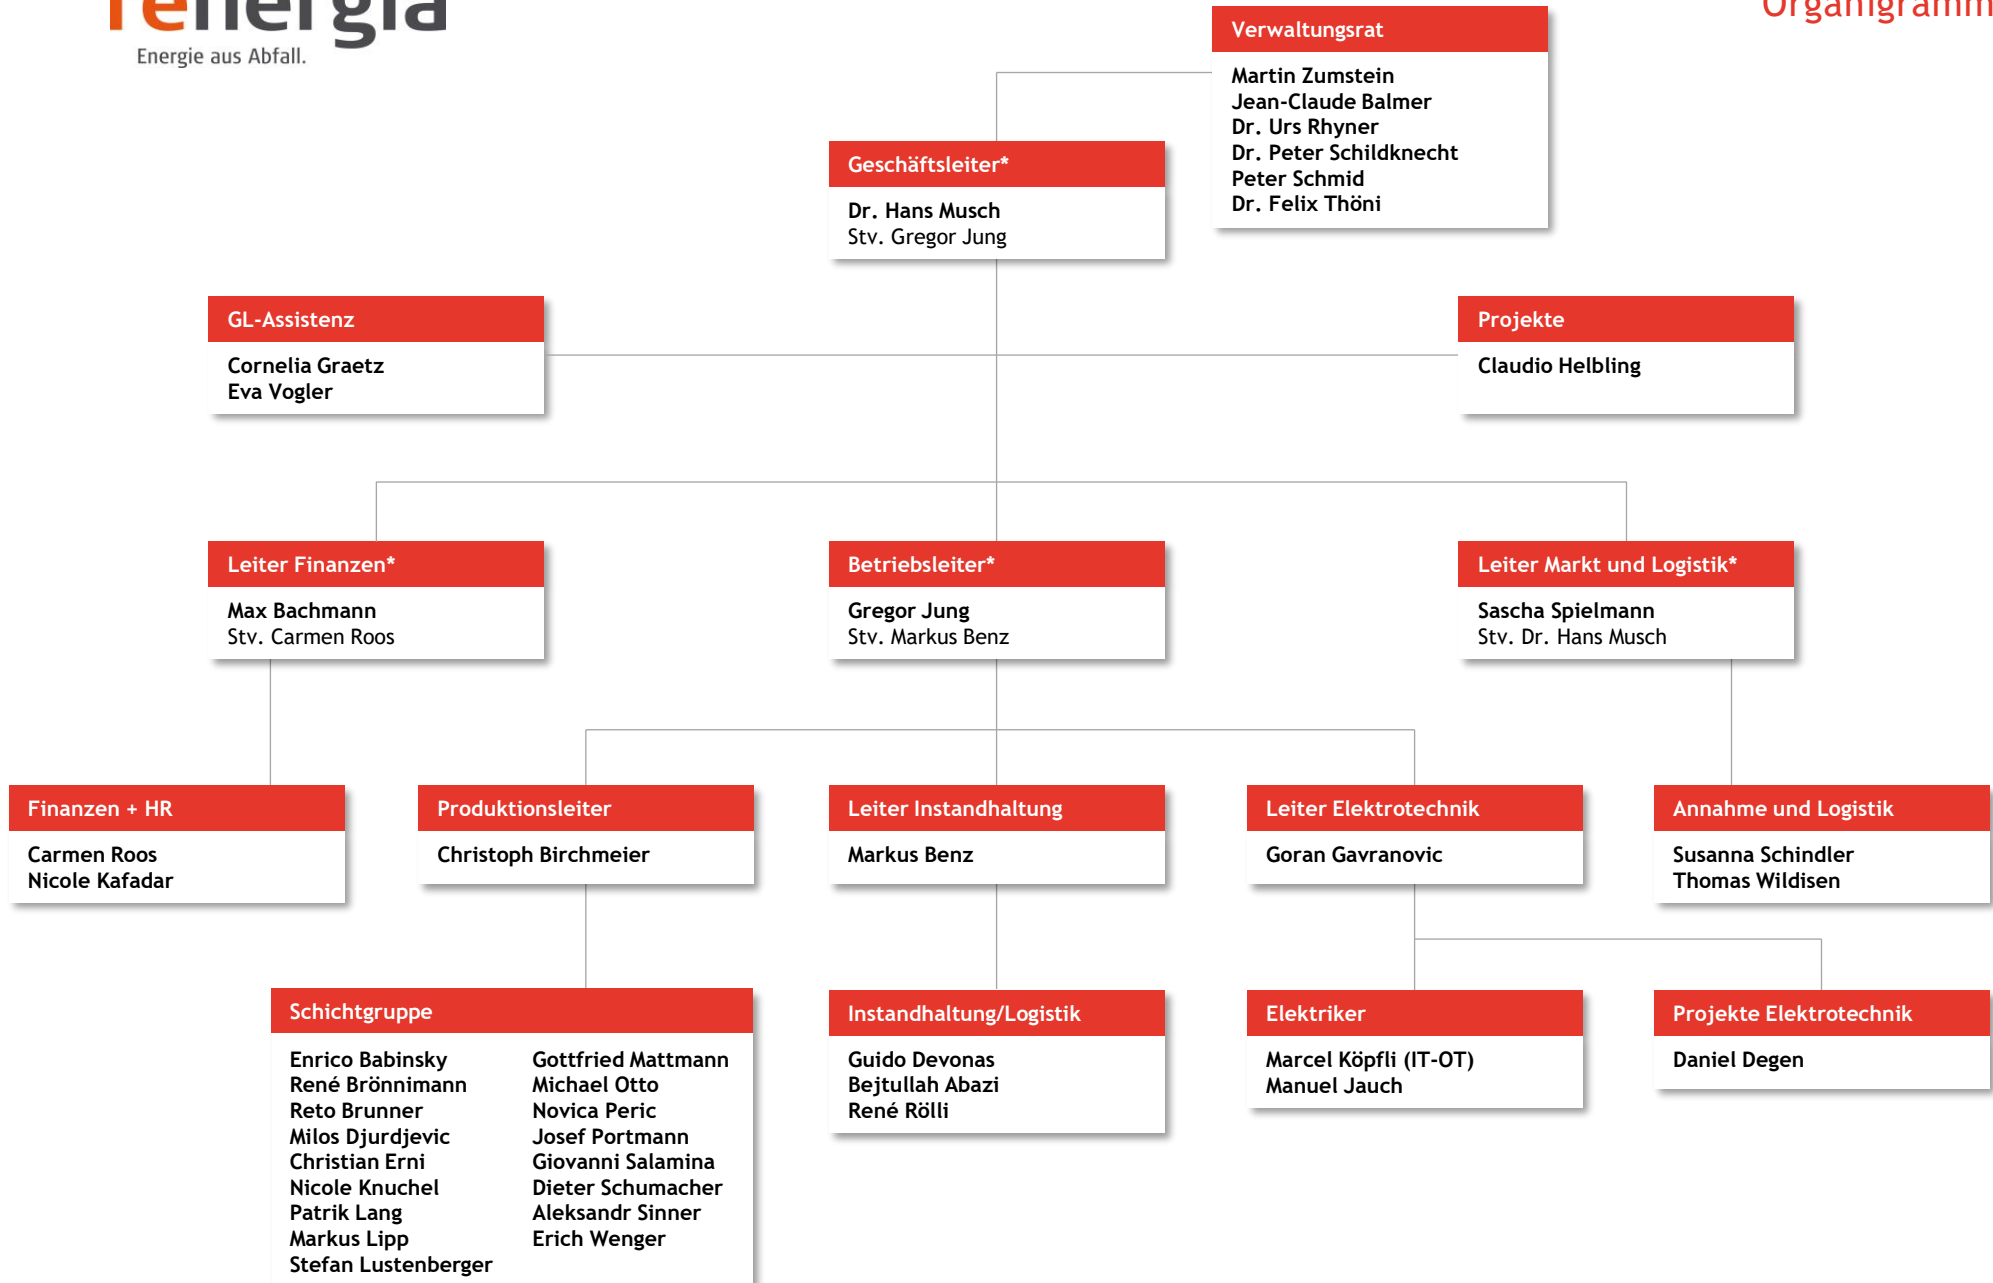 renergia
Energie aus Abfall.
Organigramm
Verwaltungsrat
Martin Zumstein
Jean-Claude Balmer
Dr. Urs Rhyner
Dr. Peter Schildknecht
Peter Schmid
Dr. Felix Thöni
Geschäftsleiter*
Dr. Hans Musch
Stv. Gregor Jung
GL-Assistenz
Cornelia Graetz
Eva Vogler
Projekte
Claudio Helbling
Leiter Finanzen*
Max Bachmann
Stv. Carmen Roos
Betriebsleiter*
Gregor Jung
Stv. Markus Benz
Leiter Markt und Logistik*
Sascha Spielmann
Stv. Dr. Hans Musch
Finanzen + HR
Carmen Roos
Nicole Kafadar
Produktionsleiter
Christoph Birchmeier
Leiter Instandhaltung
Markus Benz
Leiter Elektrotechnik
Goran Gavranovic
Annahme und Logistik
Susanna Schindler
Thomas Wildisen
Schichtgruppe
Enrico Babinsky
René Brönnimann
Reto Brunner
Milos Djurdjevic
Christian Erni
Nicole Knuchel
Patrik Lang
Markus Lipp
Stefan Lustenberger
Gottfried Mattmann
Michael Otto
Novica Peric
Josef Portmann
Giovanni Salamina
Dieter Schumacher
Aleksandr Sinner
Erich Wenger
Instandhaltung/Logistik
Guido Devonas
Bejtullah Abazi
René Rölli
Elektriker
Marcel Köpfli (IT-OT)
Manuel Jauch
Projekte Elektrotechnik
Daniel Degen